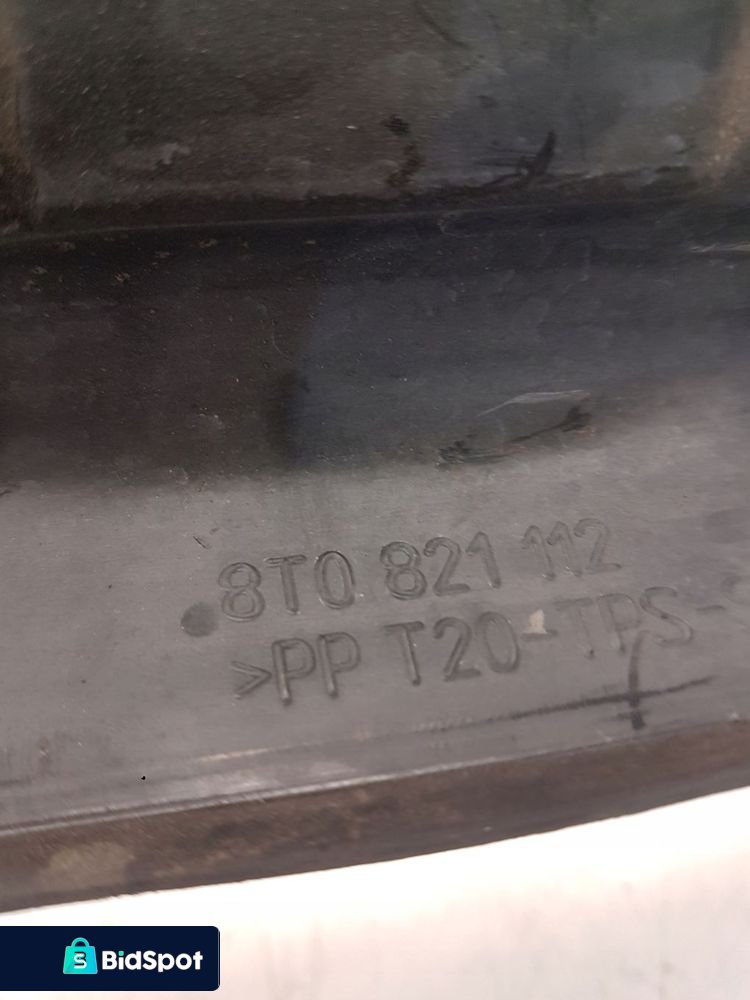 8T0 821 112
>PP T20-TPS-
BidSpot